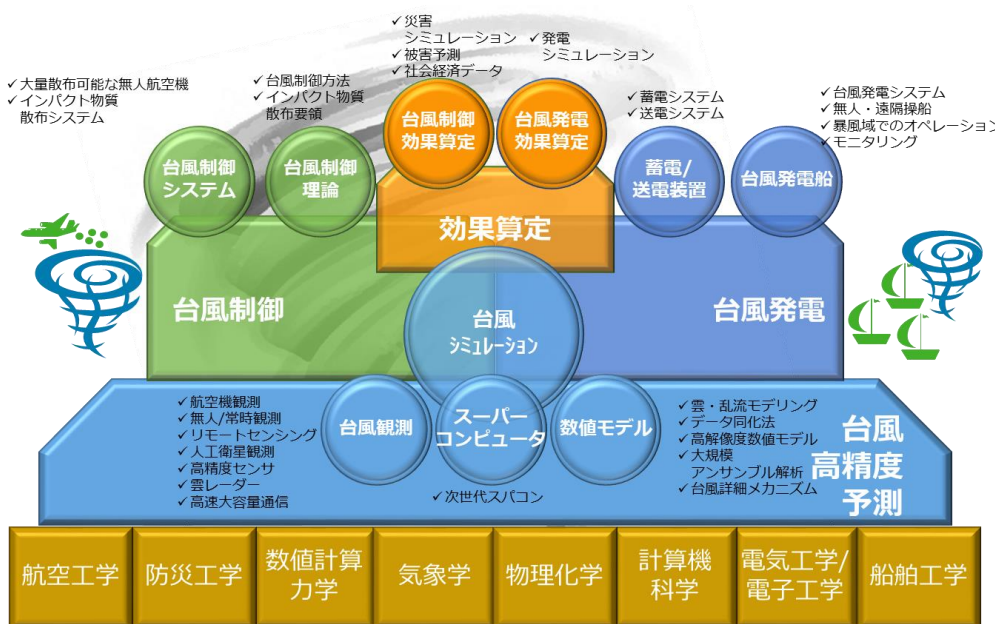 ✓災害
シミュレーション
✓被害予測
✓社会経済データ
✓発電
シミュレーション
✓大量散布可能な無人航空機
✓インパクト物質
散布システム
✓台風制御方法
✓インパクト物質
散布要領
✓蓄電システム
✓送電システム
✓台風発電システム
✓無人・遠隔操船
✓暴風域でのオペレーション
✓モニタリング
台風制御
効果算定
台風発電
効果算定
台風制御
システム
台風制御
理論
蓄電/
送電装置
台風発電船
効果算定
台風制御
台風発電
台風
シミュレーション
✓航空機観測
✓無人/常時観測
✓リモートセンシング
✓人工衛星観測
✓高精度センサ
✓雲レーダー
✓高速大容量通信
台風観測
スーパー
コンピュータ
数値モデル
✓次世代スパコン
✓雲・乱流モデリング
✓データ同化法
✓高解像度数値モデル
✓大規模
アンサンブル解析
✓台風詳細メカニズム
台風
高精度
予測
航空工学
防災工学
数値計算
力学
気象学
物理化学
計算機
科学
電気工学/
電子工学
船舶工学